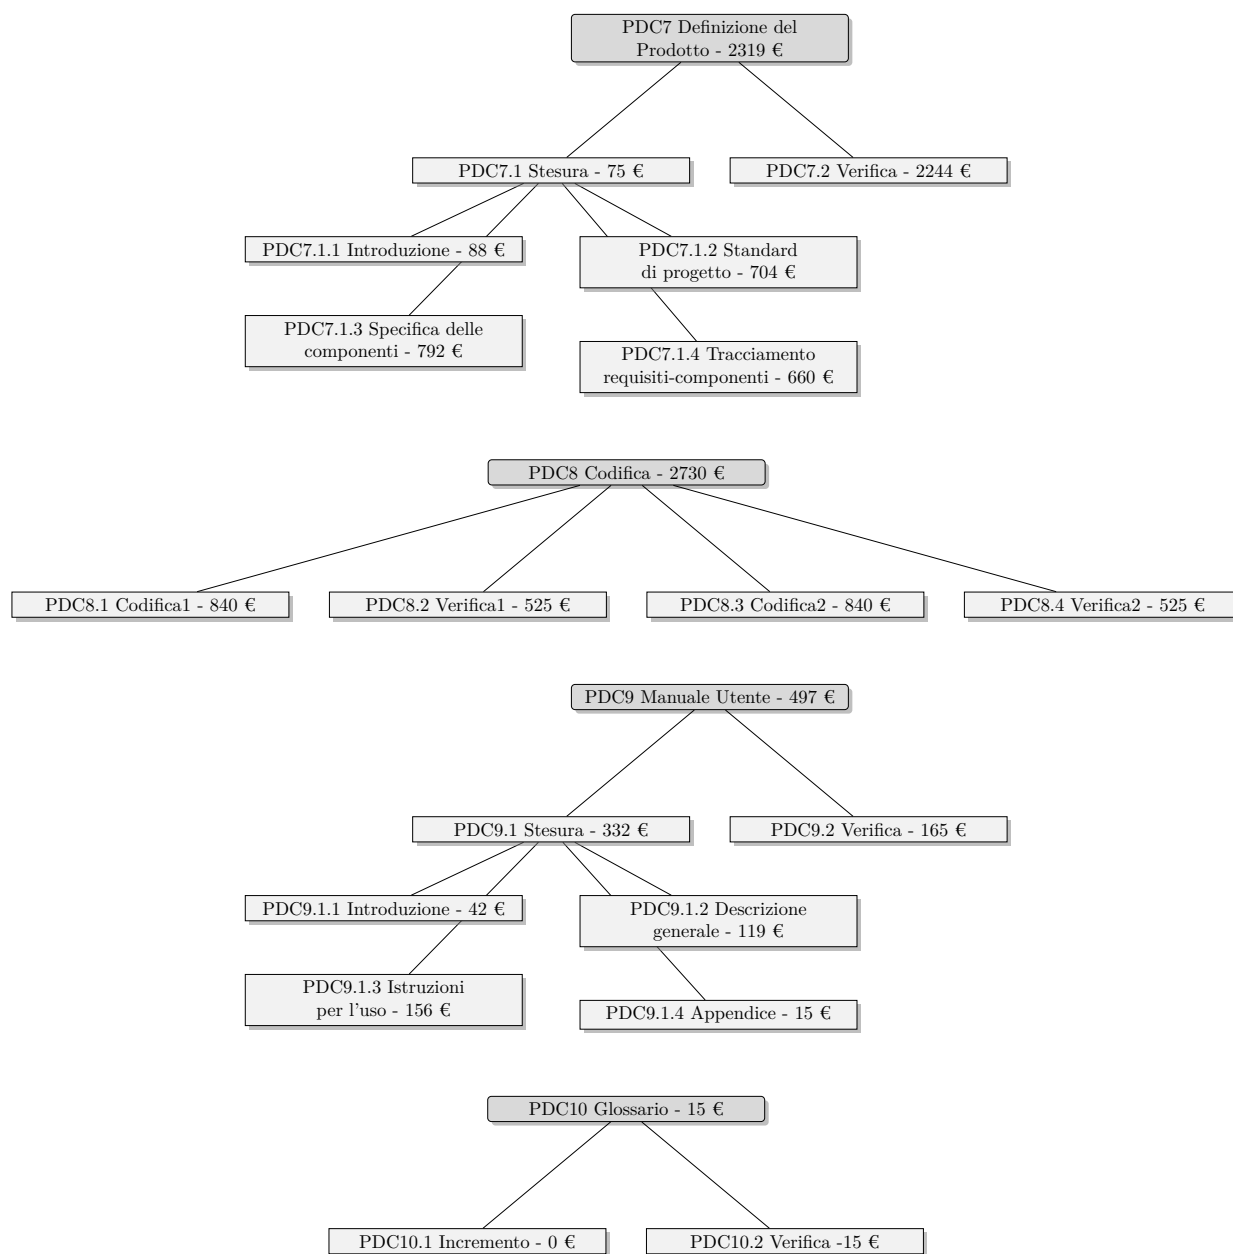 PDC7 Definizione del
Prodotto - 2319 €
PDC7.1 Stesura - 75 €
PDC7.2 Verifica - 2244 €
PDC7.1.1 Introduzione - 88 €
PDC7.1.2 Standard
di progetto - 704 €
PDC7.1.3 Specifica delle
componenti - 792 €
PDC7.1.4 Tracciamento
requisiti-componenti - 660 €
PDC8 Codifica - 2730 €
PDC8.1 Codifica1 - 840 €
PDC8.2 Verifica1 - 525 €
PDC8.3 Codifica2 - 840 €
PDC8.4 Verifica2 - 525 €
PDC9 Manuale Utente - 497 €
PDC9.1 Stesura - 332 €
PDC9.2 Verifica - 165 €
PDC9.1.1 Introduzione - 42 €
PDC9.1.2 Descrizione
generale - 119 €
PDC9.1.3 Istruzioni
per l'uso - 156 €
PDC9.1.4 Appendice - 15 €
PDC10 Glossario - 15 €
PDC10.1 Incremento - 0 €
PDC10.2 Verifica -15 €